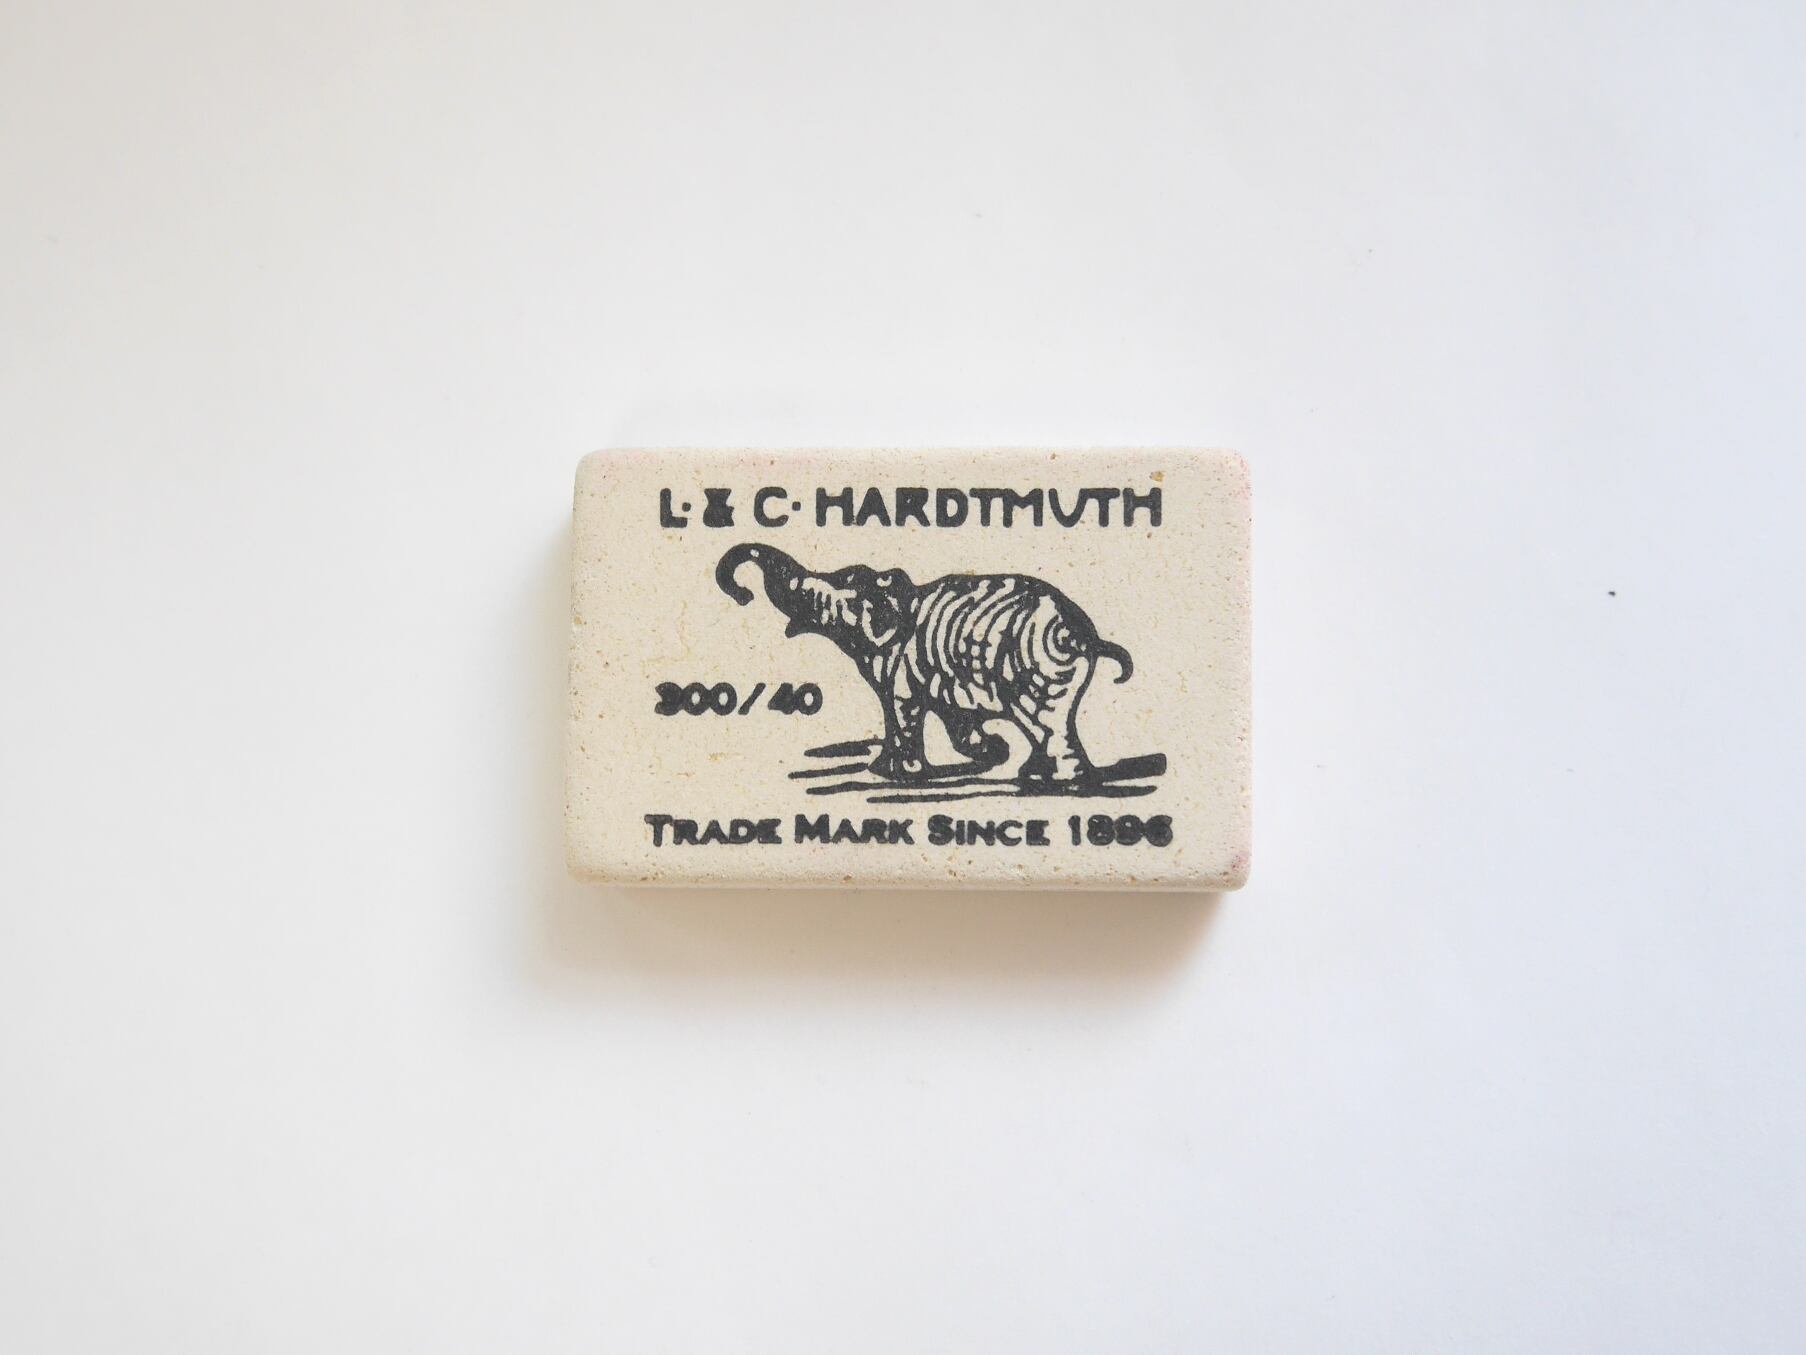 L. & C. HARDTMUTH
300/40
TRADE MARK SINCE 1896